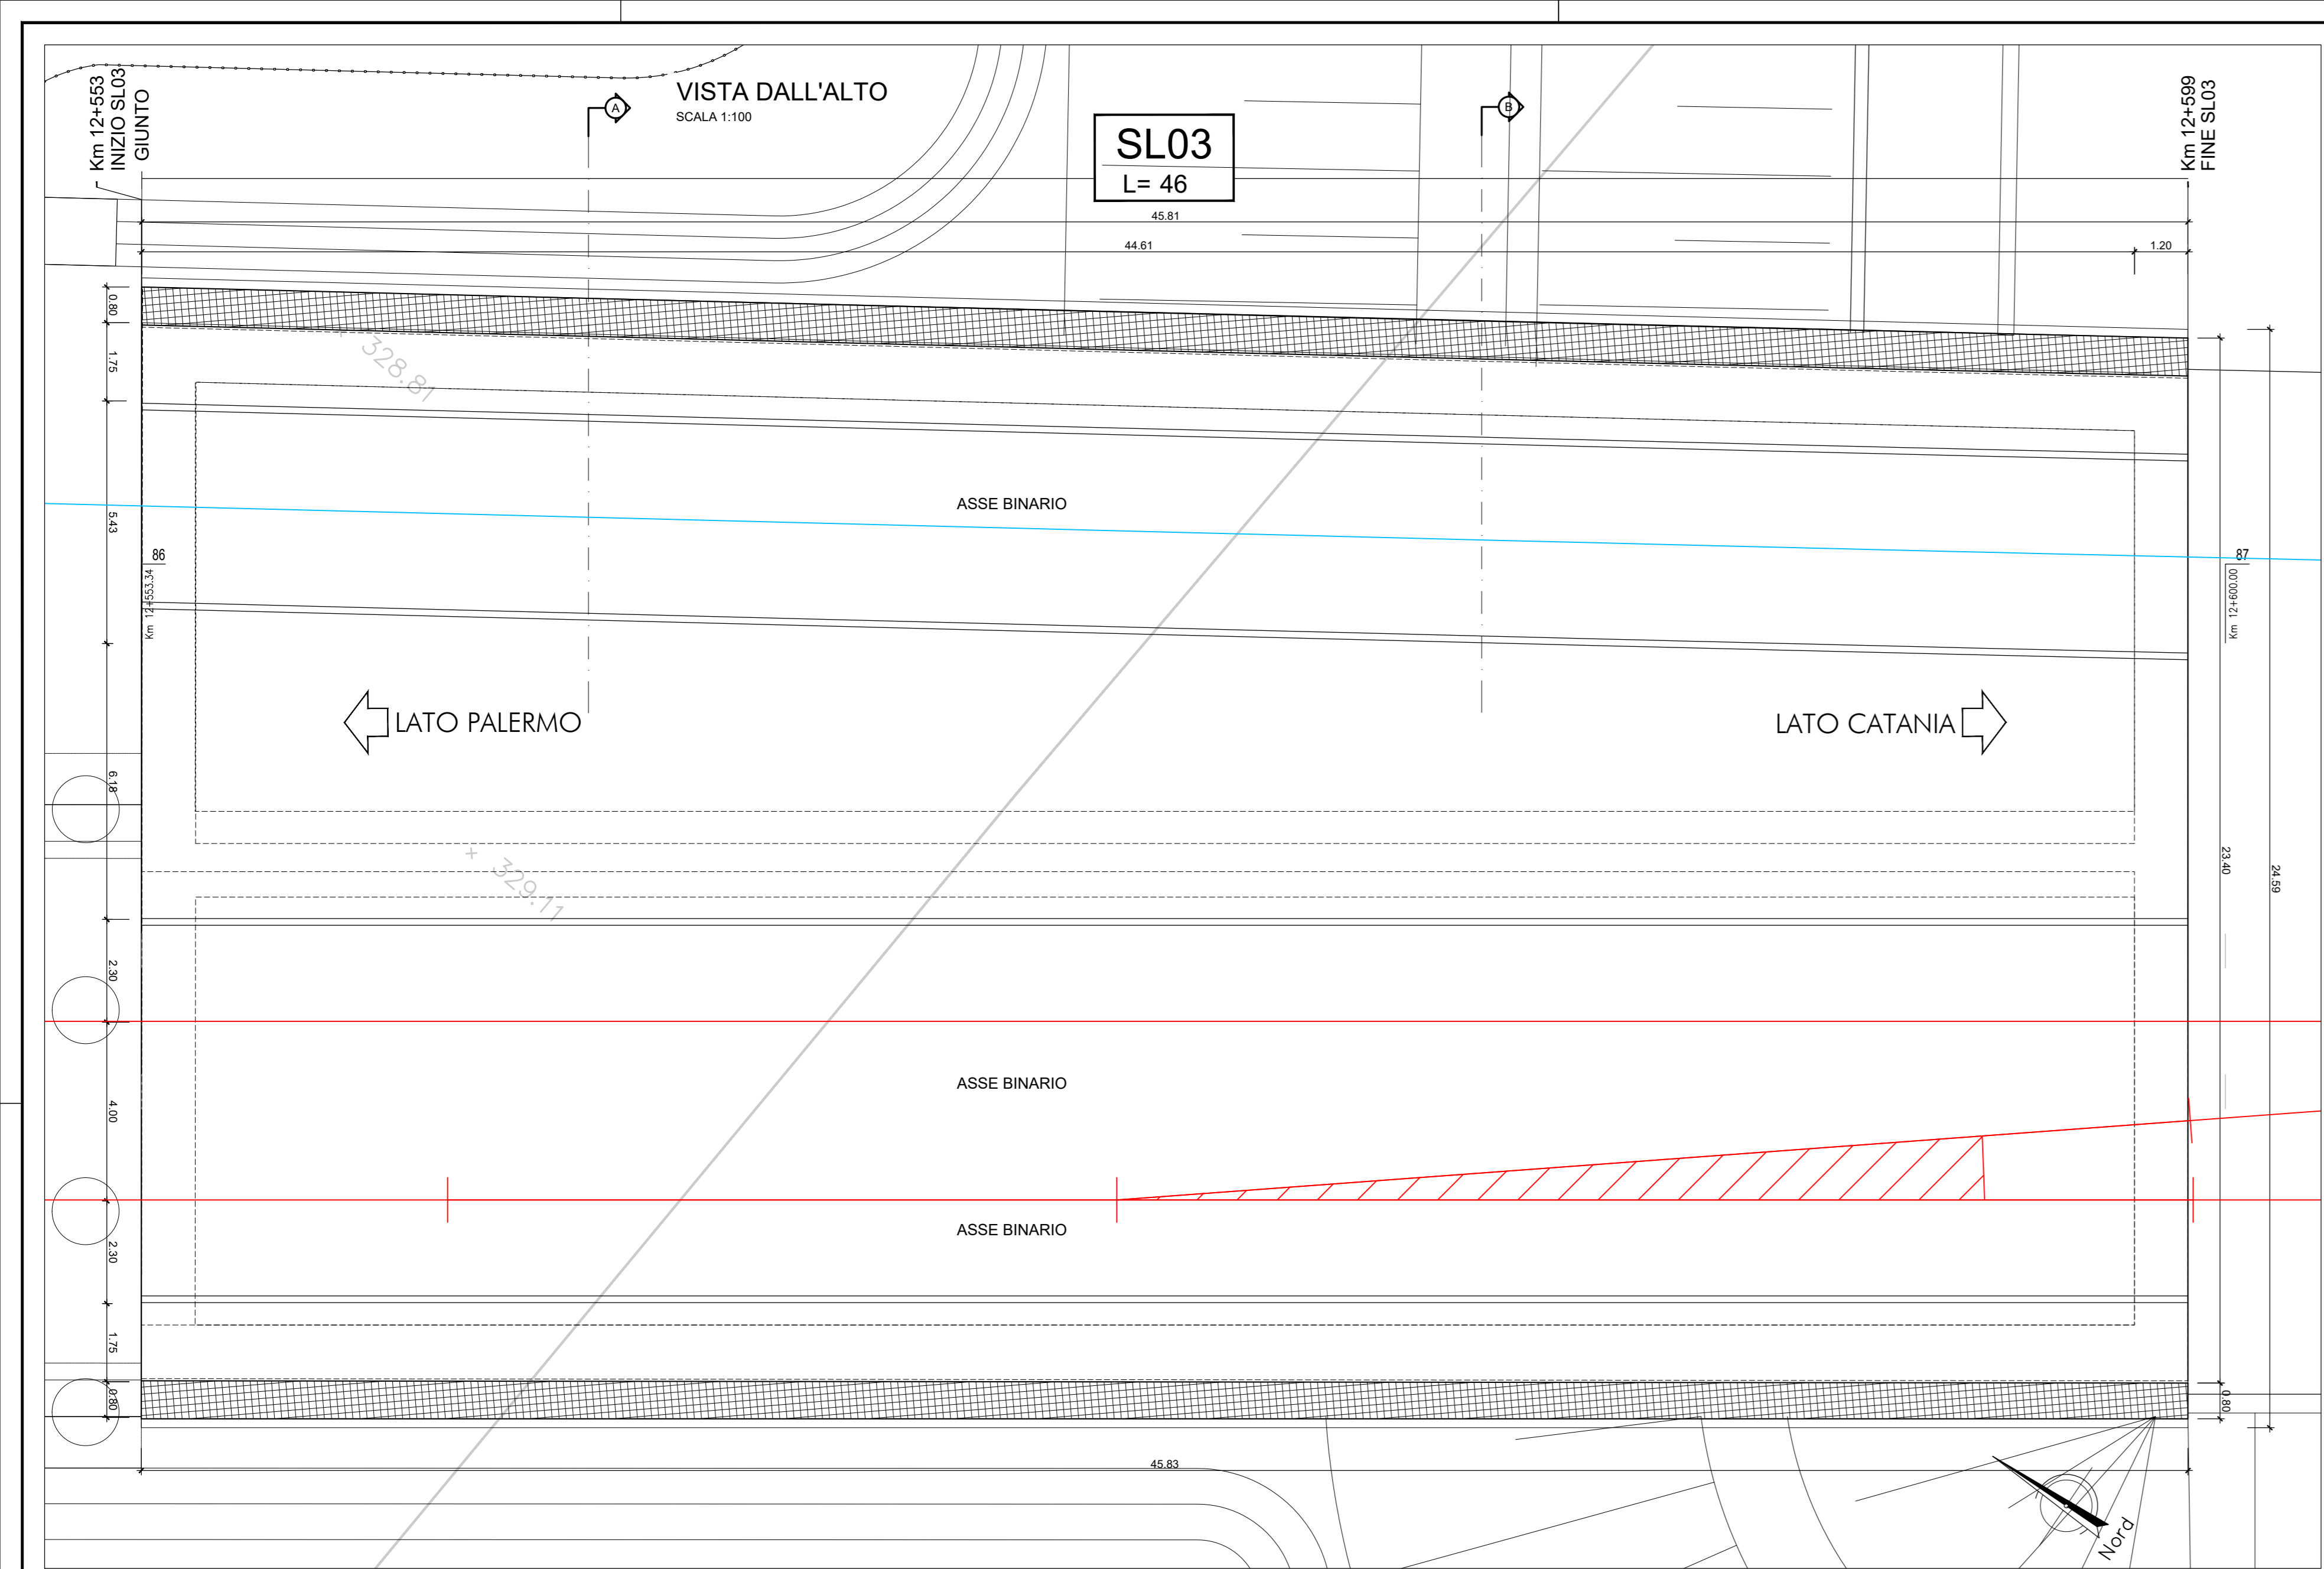 Km 12+553
INIZIO SL03
GIUNTO
A
VISTA DALL'ALTO
SCALA 1:100
SL03
L= 46
B
Km 12+599
FINE SL03
45.81
44.61
1.20
0.80
1.75
328.81
5.43
ASSE BINARIO
86
Km 12+553.34
87
Km 12+600.00
LATO PALERMO
LATO CATANIA
6.18
329.11
23.40
24.59
2.30
4.00
ASSE BINARIO
2.30
ASSE BINARIO
1.75
0.80
0.80
45.83
Nord